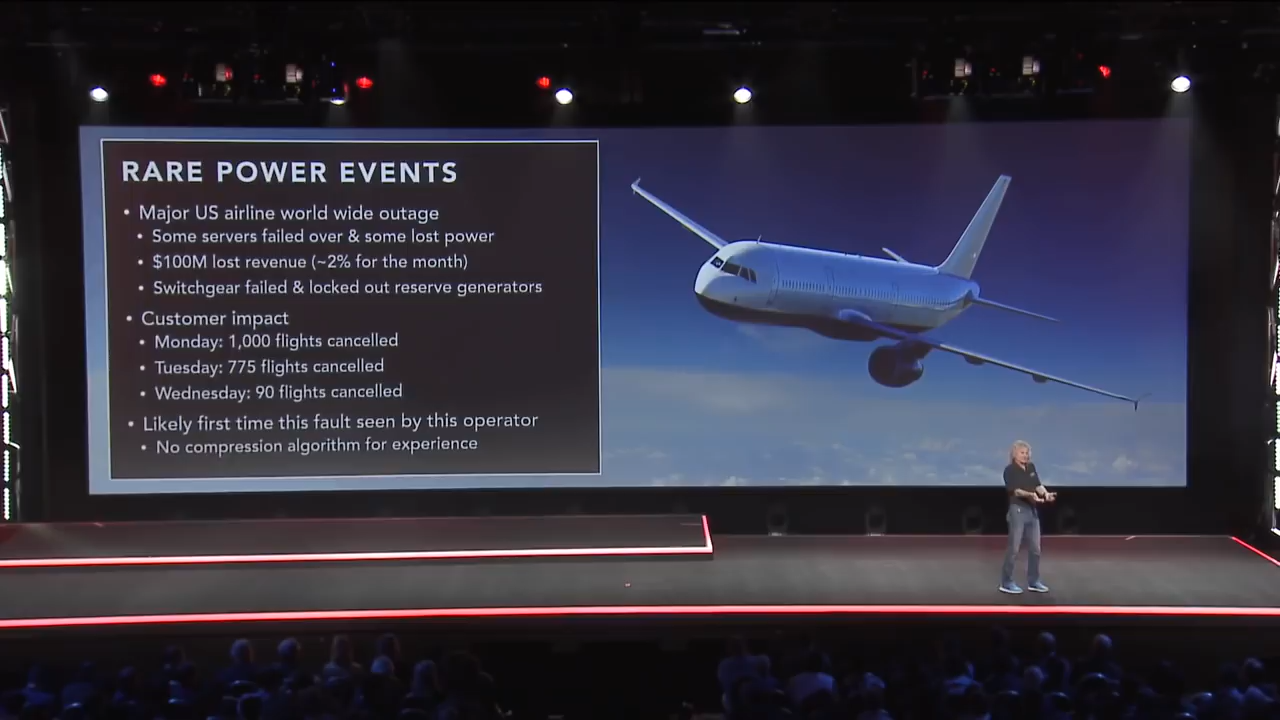 RARE POWER EVENTS
• Major US airline world wide outage
• Some servers failed over & some lost power
• $100M lost revenue (~2% for the month)
• Switchgear failed & locked out reserve generators
• Customer impact
• Monday: 1,000 flights cancelled
• Tuesday: 775 flights cancelled
• Wednesday: 90 flights cancelled
• Likely first time this fault seen by this operator
• No compression algorithm for experience